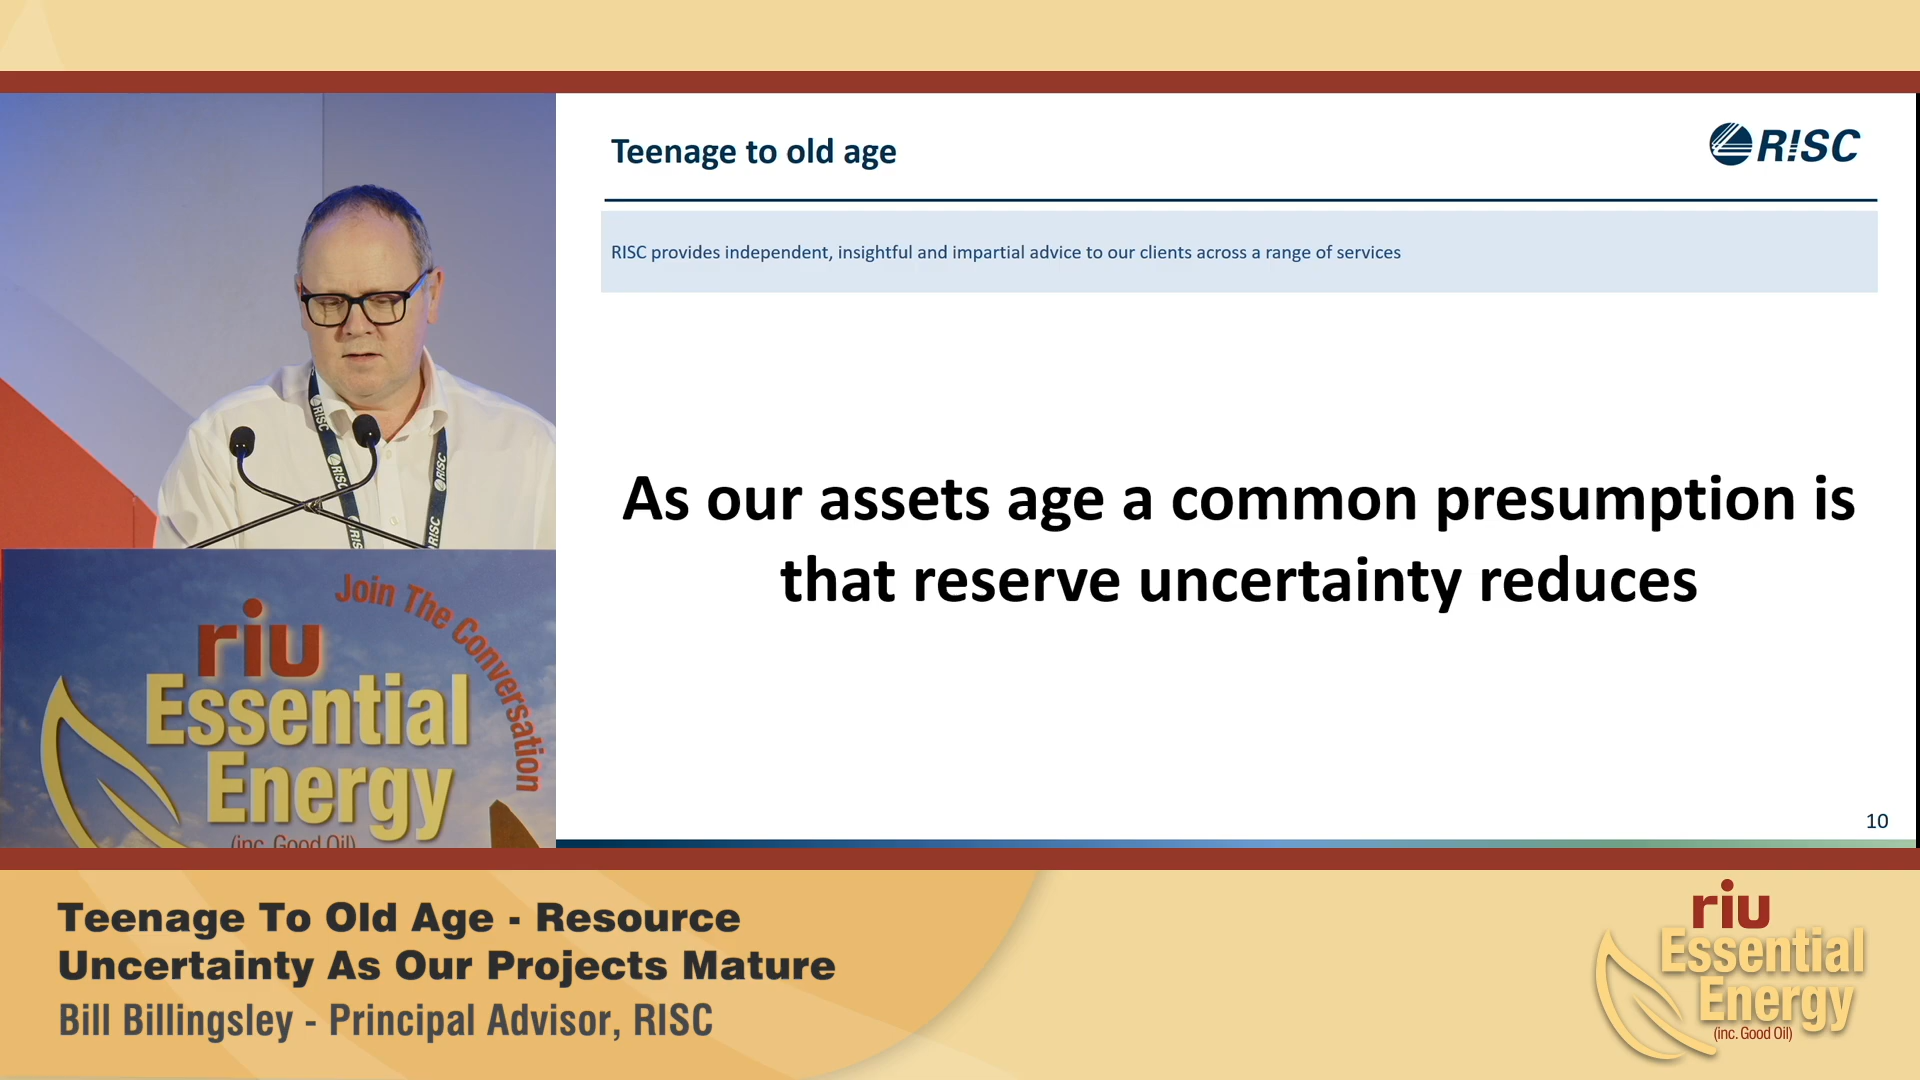 Teenage to old age
R!SC
RISC provides independent, insightful and impartial advice to our clients across a range of services
As our assets age a common presumption is
that reserve uncertainty reduces
10
RISC
RISC
RISC
RISC
RISC
Join The Conversation
riu
Essential
Energy
(inc. Good Oil)
Teenage To Old Age - Resource
Uncertainty As Our Projects Mature
Bill Billingsley - Principal Advisor, RISC
riu
Essential
Energy
(inc. Good Oil)